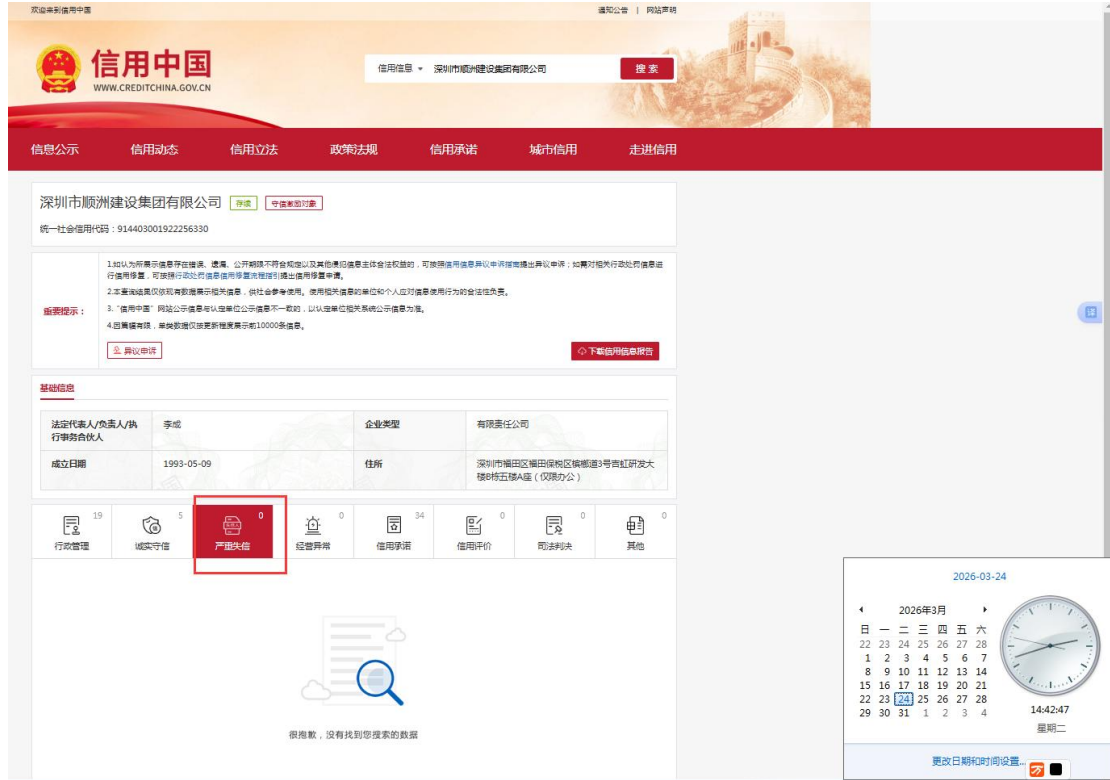 欢迎来到信用中国
通知公告 | 网站声明
信用中国
WWW.CREDITCHINA.GOV.CN
信用信息 深圳市顺洲建设集团有限公司 搜索
信息公示 信用动态 信用立法 政策法规 信用承诺 城市信用 走进信用
深圳市顺洲建设集团有限公司 存续 守信激励对象
统一社会信用代码：914403001922256330
重要提示：
1.如认为所展示信息存在错误、遗漏、公开期限不符合规定以及其他侵犯信息主体合法权益的，可按照信用信息异议申诉指南提出异议申诉；如需对相关行政处罚信息进
行信用修复，可按照行政处罚信息信用修复流程指引提出信用修复申请。
2.本查询结果仅依现有数据展示相关信息，供社会参考使用。使用相关信息的单位和个人应对信息使用行为的合法性负责。
3.“信用中国”网站公示信息与认定单位公示信息不一致的，以认定单位相关系统公示信息为准。
4.因篇幅有限，单类数据仅按更新程度展示前10000条信息。
异议申诉
下载信用信息报告
基础信息
法定代表人/负责人/执 李成 企业类型 有限责任公司
行事务合伙人
成立日期 1993-05-09 住所 深圳市福田区福田保税区槟榔道3号吉虹研发大
楼B栋五楼A座（仅限办公）
19 5 0 0 34 0 0 0
行政管理 诚实守信 严重失信 经营异常 信用承诺 信用评价 司法判决 其他
很抱歉，没有找到您搜索的数据
译
2026-03-24
2026年3月
日 一 二 三 四 五 六
22 23 24 25 26 27 28
1 2 3 4 5 6 7
8 9 10 11 12 13 14
15 16 17 18 19 20 21
22 23 24 25 26 27 28
29 30 31 1 2 3 4
14:42:47
星期二
更改日期和时间设置...
万